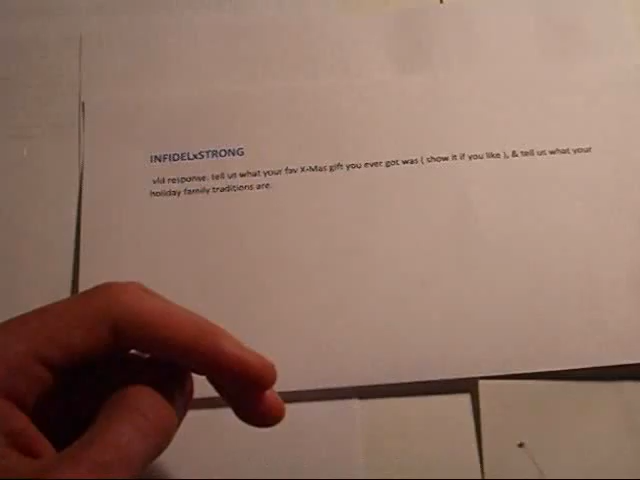 INFIDELxSTRONG
vid response: tell us what your fav X-Mas gift you ever got was ( show it if you like ), & tell us what your
holiday family traditions are.